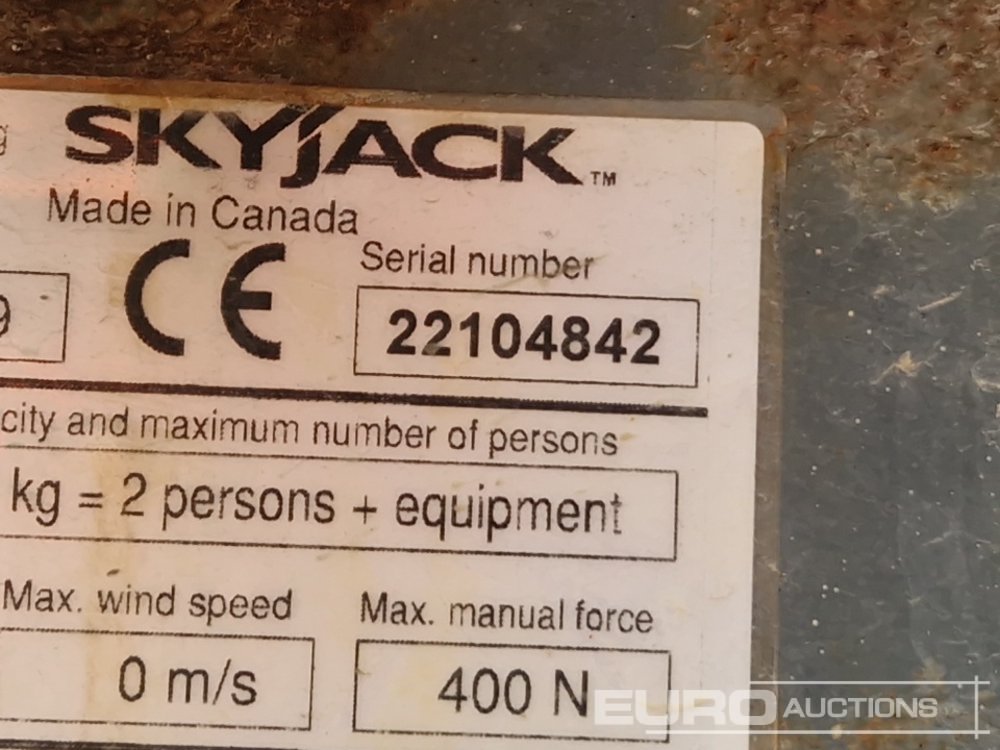 SKYJACK™
Made in Canada
CE
Serial number
9
22104842
city and maximum number of persons
kg = 2 persons + equipment
Max. wind speed
Max. manual force
0 m/s
400 N
EURO AUCTIONS